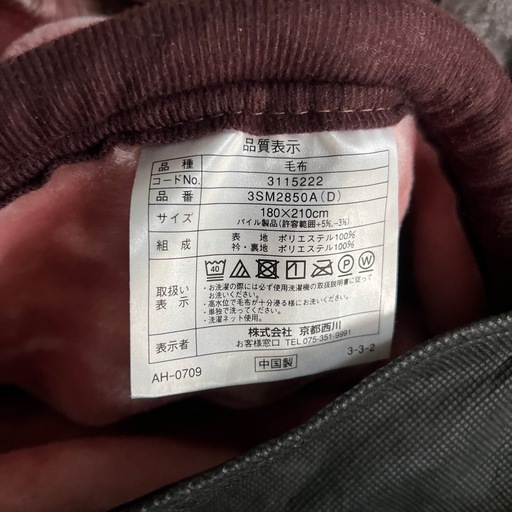 品質表示
品種 毛布
コードNo. 3115222
品番 3SM2850A(D)
サイズ 180×210cm
パイル製品(許容範囲+5%,-3%)
組成 表地 ポリエステル100%
衿・裏地 ポリエステル100%
40 P W
取扱い表示
・お洗濯の際には必ず使用洗濯機の取扱説明書に従って
お洗いください。
・高水位で毛布が十分浸る様にお洗いください。
・単独で洗ってください。
・洗濯ネット使用。
表示者 株式会社 京都西川
お客様窓口 TEL 075-351-9991
AH-0709 中国製 3-3-2